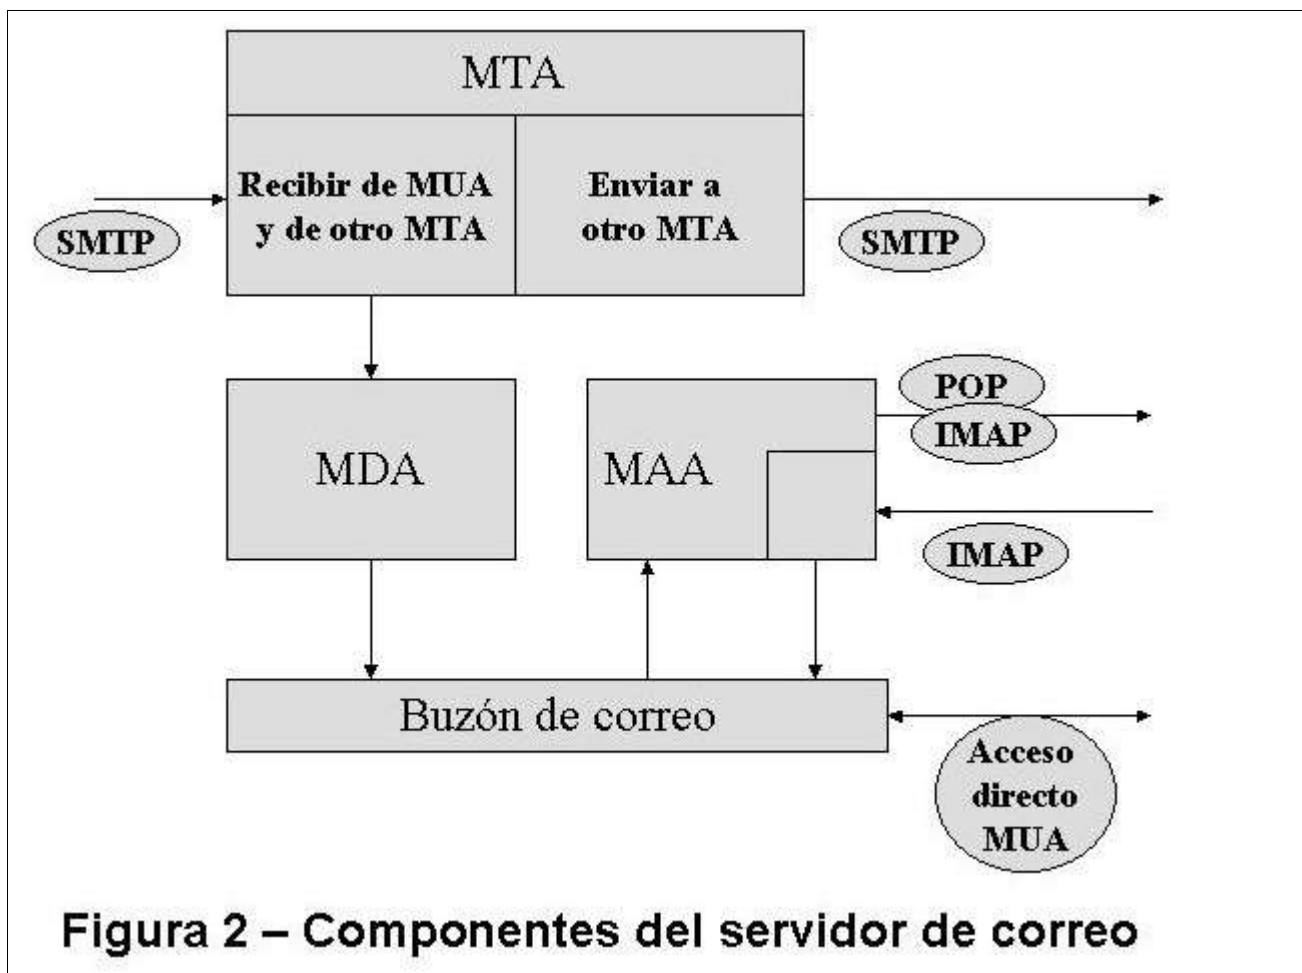 MTA
Recibir de MUA
y de otro MTA
Enviar a
otro MTA
SMTP
SMTP
MDA
MAA
POP
IMAP
IMAP
Buzón de correo
Acceso
directo
MUA
Figura 2 – Componentes del servidor de correo